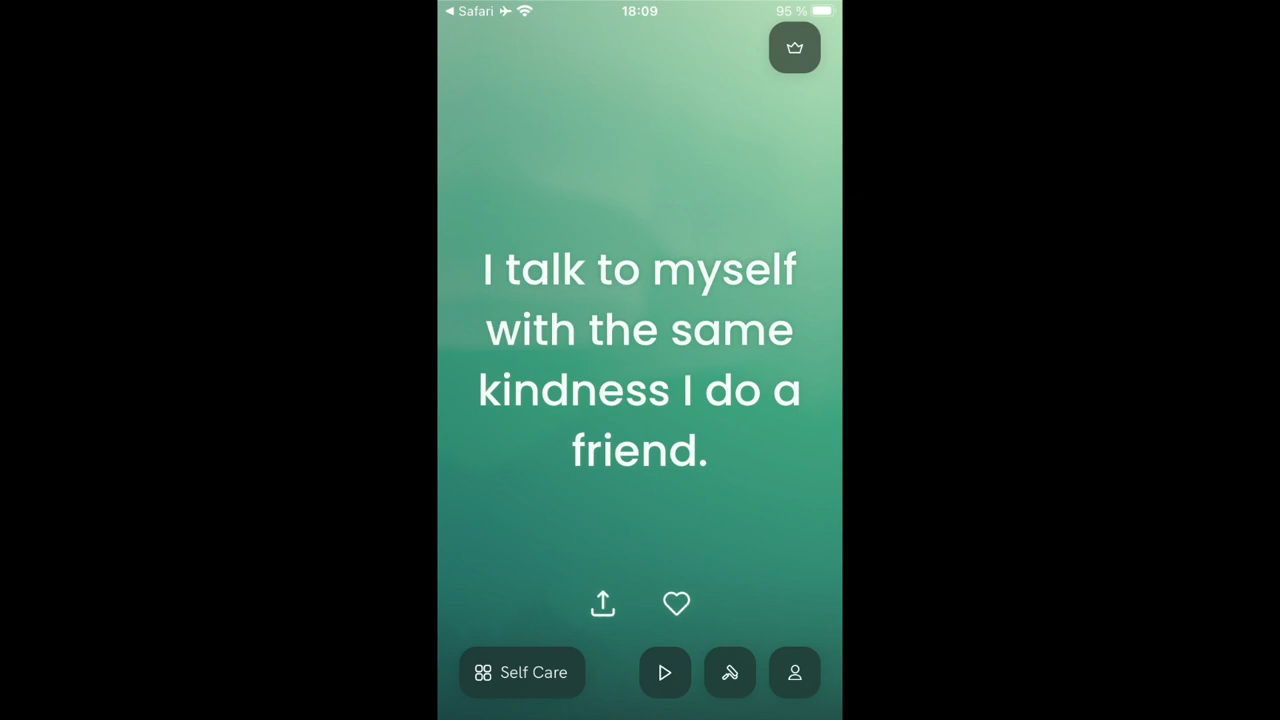 ◀ Safari 18:09 95 %
I talk to myself
with the same
kindness I do a
friend.
Self Care